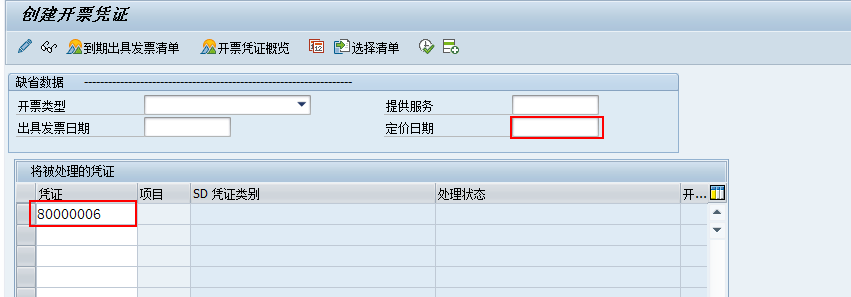 创建开票凭证
到期出具发票清单 开票凭证概览 选择清单
缺省数据
开票类型 提供服务
出具发票日期 定价日期
将被处理的凭证
凭证 项目 SD 凭证类别 处理状态 开...
80000006